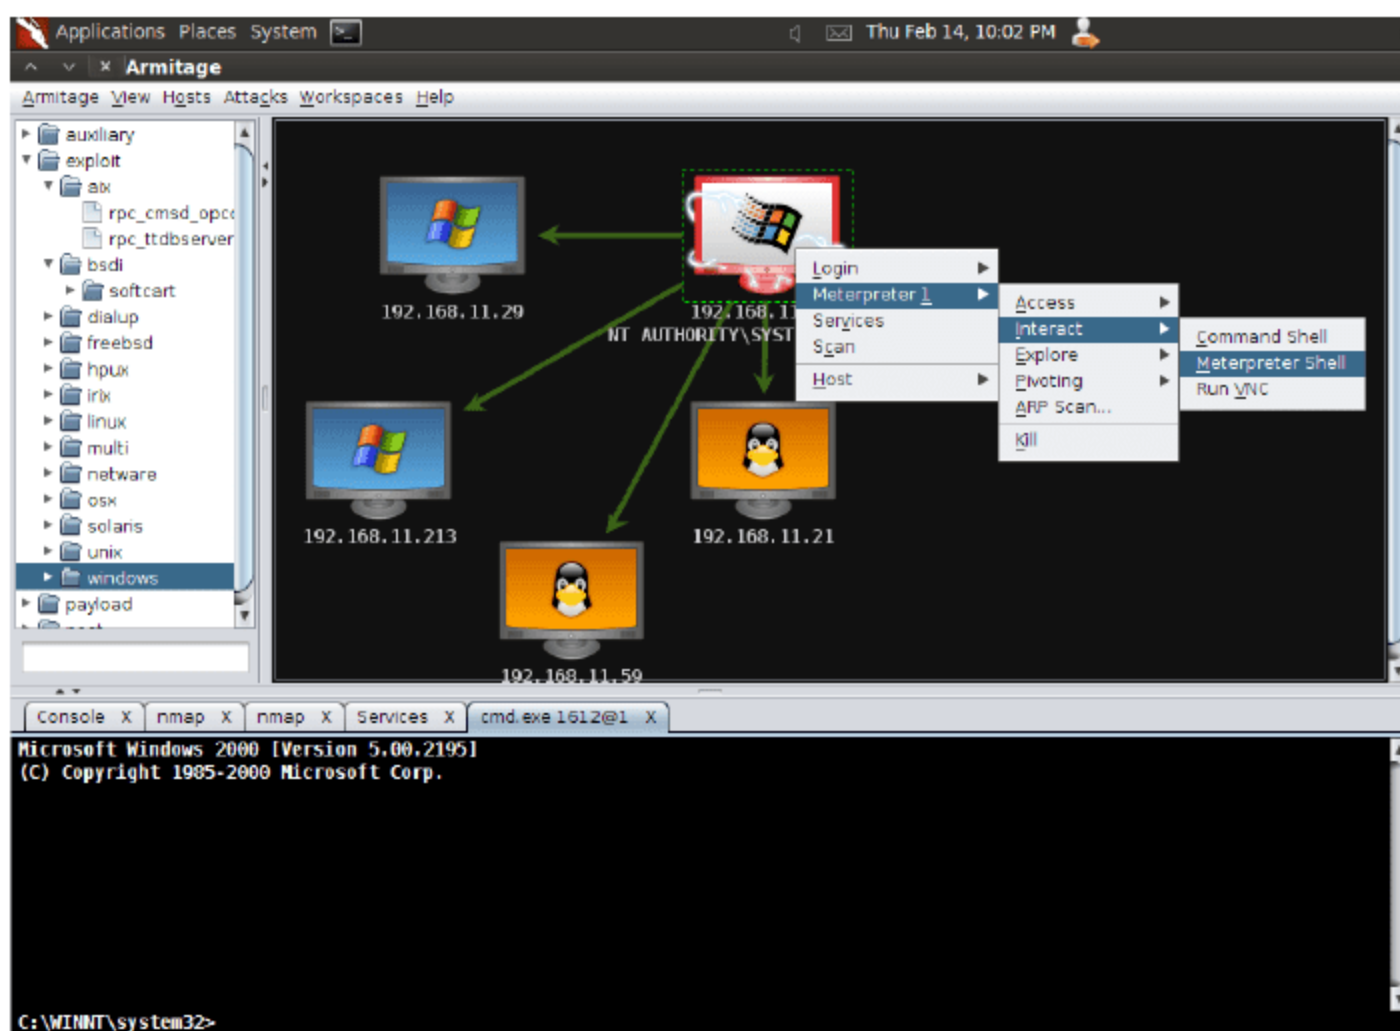 Applications Places System
Thu Feb 14, 10:02 PM
Armitage
Armitage View Hosts Attacks Workspaces Help
auxiliary
exploit
aix
rpc_cmsd_opcc
rpc_ttdbserver
bsdi
softcart
dialup
freebsd
hpux
irix
linux
multi
netware
osx
solaris
unix
windows
payload
192.168.11.29
192.168.11
NT AUTHORITY\SYST
192.168.11.213
192.168.11.21
192.168.11.59
Login
Meterpreter 1
Services
Scan
Host
Access
Interact
Explore
Pivoting
ARP Scan...
Kill
Command Shell
Meterpreter Shell
Run VNC
Console X nmap X nmap X Services X cmd.exe 1612@1 X
Microsoft Windows 2000 [Version 5.00.2195]
(C) Copyright 1985-2000 Microsoft Corp.
C:\WINNT\system32>